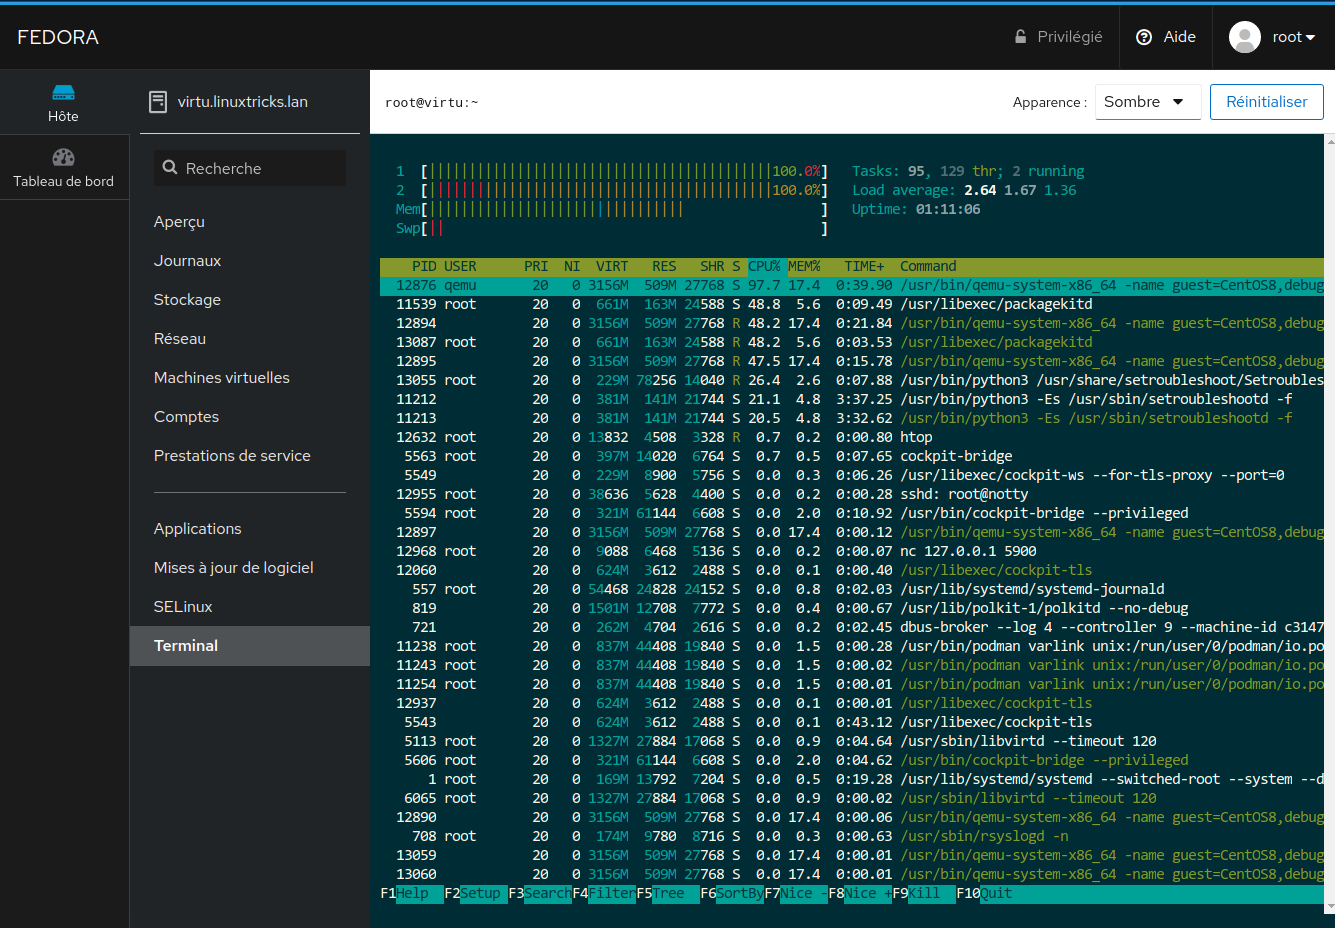 FEDORA
Privilégié
Aide
root
Hôte
Tableau de bord
virtu.linuxtricks.lan
Recherche
Aperçu
Journaux
Stockage
Réseau
Machines virtuelles
Comptes
Prestations de service
Applications
Mises à jour de logiciel
SELinux
Terminal
root@virtu:~
Apparence : Sombre
Réinitialiser
1 [||||||||||||||||||||||||||||||||||||||||||100.0%] Tasks: 95, 129 thr; 2 running
2 [||||||||||||||||||||||||||||||||||||||||||100.0%] Load average: 2.64 1.67 1.36
Mem[|||||||||||||||||||||||||||||||| ] Uptime: 01:11:06
Swp[|| ]
PID USER PRI NI VIRT RES SHR S CPU% MEM% TIME+ Command
12876 qemu 20 0 3156M 509M 27768 S 97.7 17.4 0:39.90 /usr/bin/qemu-system-x86_64 -name guest=CentOS8,debug
11539 root 20 0 661M 163M 24588 S 48.8 5.6 0:09.40 /usr/libexec/packagekitd
12894 20 0 3156M 509M 27768 R 48.2 17.4 0:21.84 /usr/bin/qemu-system-x86_64 -name guest=CentOS8,debug
13087 root 20 0 661M 163M 24588 R 48.2 5.6 0:03.53 /usr/libexec/packagekitd
12895 20 0 3156M 509M 27768 R 47.5 17.4 0:15.78 /usr/bin/qemu-system-x86_64 -name guest=CentOS8,debug
13055 root 20 0 229M 78256 14040 R 26.4 2.6 0:07.88 /usr/bin/python3 /usr/share/setroubleshoot/Setroubles
11212 20 0 381M 141M 21744 S 21.1 4.8 3:37.25 /usr/bin/python3 -Es /usr/sbin/setroubleshootd -f
11213 20 0 381M 141M 21744 S 20.5 4.8 3:32.62 /usr/bin/python3 -Es /usr/sbin/setroubleshootd -f
12632 root 20 0 13832 4508 3328 R 0.7 0.2 0:00.80 htop
5563 root 20 0 397M 14020 6764 S 0.7 0.5 0:07.65 cockpit-bridge
5549 20 0 229M 8900 5756 S 0.0 0.3 0:06.26 /usr/libexec/cockpit-ws --for-tls-proxy --port=0
12955 root 20 0 38636 5628 4400 S 0.0 0.2 0:00.28 sshd: root@notty
5594 root 20 0 321M 61144 6608 S 0.0 2.0 0:10.92 /usr/bin/cockpit-bridge --privileged
12897 20 0 3156M 509M 27768 S 0.0 17.4 0:00.12 /usr/bin/qemu-system-x86_64 -name guest=CentOS8,debug
12968 root 20 0 9088 6468 5136 S 0.0 0.2 0:00.07 nc 127.0.0.1 5900
12060 20 0 624M 3612 2488 S 0.0 0.1 0:00.40 /usr/libexec/cockpit-tls
557 root 20 0 54468 24828 24152 S 0.0 0.8 0:02.03 /usr/lib/systemd/systemd-journald
819 20 0 1501M 12708 7772 S 0.0 0.4 0:00.67 /usr/lib/polkit-1/polkitd --no-debug
721 20 0 262M 4704 2616 S 0.0 0.2 0:02.45 dbus-broker --log 4 --controller 9 --machine-id c3147
11238 root 20 0 837M 44408 19840 S 0.0 1.5 0:00.28 /usr/bin/podman varlink unix:/run/user/0/podman/io.po
11243 root 20 0 837M 44408 19840 S 0.0 1.5 0:00.02 /usr/bin/podman varlink unix:/run/user/0/podman/io.po
11254 root 20 0 837M 44408 19840 S 0.0 1.5 0:00.01 /usr/bin/podman varlink unix:/run/user/0/podman/io.po
12937 20 0 624M 3612 2488 S 0.0 0.1 0:00.01 /usr/libexec/cockpit-tls
5543 20 0 624M 3612 2488 S 0.0 0.1 0:43.12 /usr/libexec/cockpit-tls
5113 root 20 0 1327M 27884 17068 S 0.0 0.9 0:04.64 /usr/sbin/libvirtd --timeout 120
5606 root 20 0 321M 61144 6608 S 0.0 2.0 0:04.62 /usr/bin/cockpit-bridge --privileged
1 root 20 0 169M 13792 7204 S 0.0 0.5 0:19.28 /usr/lib/systemd/systemd --switched-root --system --d
6065 root 20 0 1327M 27884 17068 S 0.0 0.9 0:00.02 /usr/sbin/libvirtd --timeout 120
12890 20 0 3156M 509M 27768 S 0.0 17.4 0:00.06 /usr/bin/qemu-system-x86_64 -name guest=CentOS8,debug
708 root 20 0 174M 9780 8716 S 0.0 0.3 0:00.63 /usr/sbin/rsyslogd -n
13059 20 0 3156M 509M 27768 S 0.0 17.4 0:00.01 /usr/bin/qemu-system-x86_64 -name guest=CentOS8,debug
13060 20 0 3156M 509M 27768 S 0.0 17.4 0:00.01 /usr/bin/qemu-system-x86_64 -name guest=CentOS8,debug
F1Help F2Setup F3SearchF4FilterF5Tree F6SortByF7Nice -F8Nice +F9Kill F10Quit